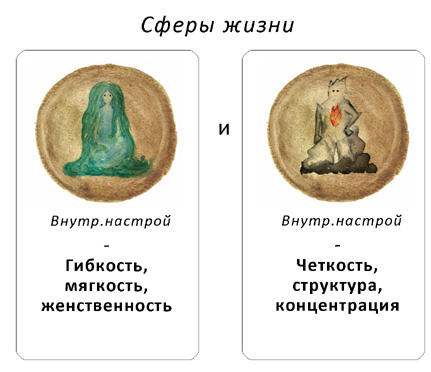 Сферы жизни
Внутр.настрой
-
Гибкость,
мягкость,
женственность
и
Внутр.настрой
-
Четкость,
структура,
концентрация